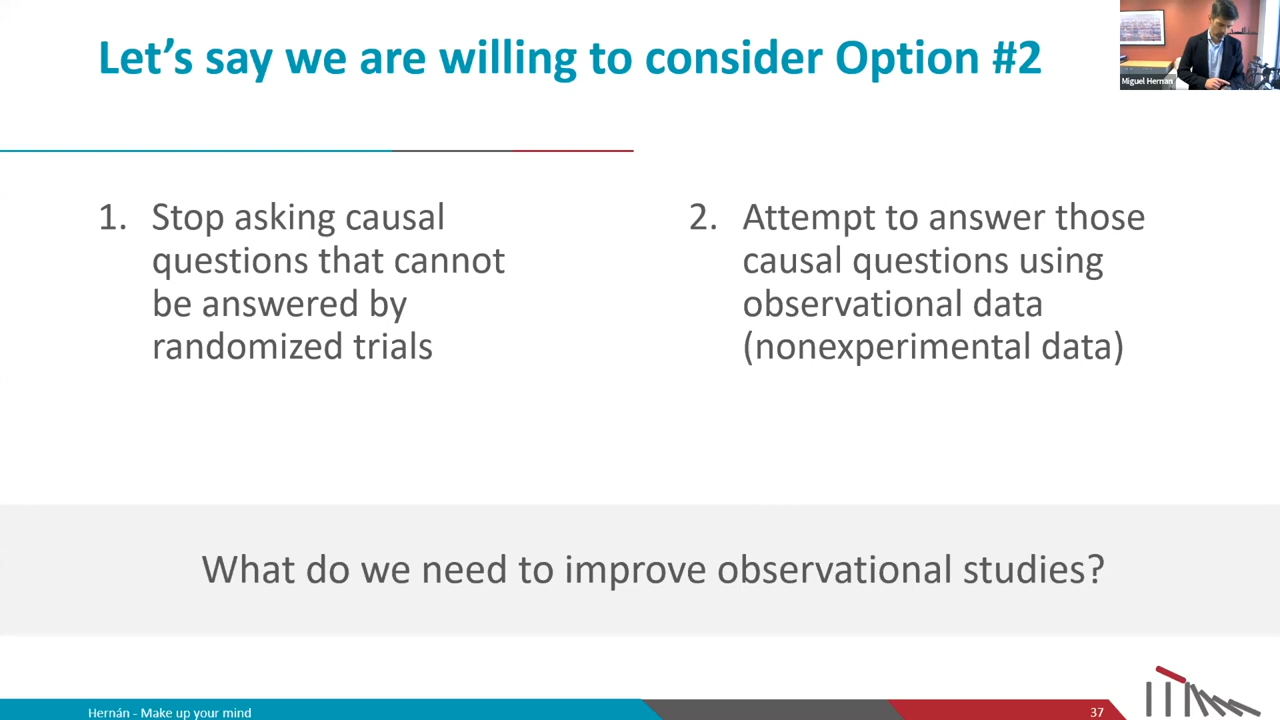 Let's say we are willing to consider Option #2
Miguel Hernan
1. Stop asking causal
questions that cannot
be answered by
randomized trials
2. Attempt to answer those
causal questions using
observational data
(nonexperimental data)
What do we need to improve observational studies?
Hernán - Make up your mind
37